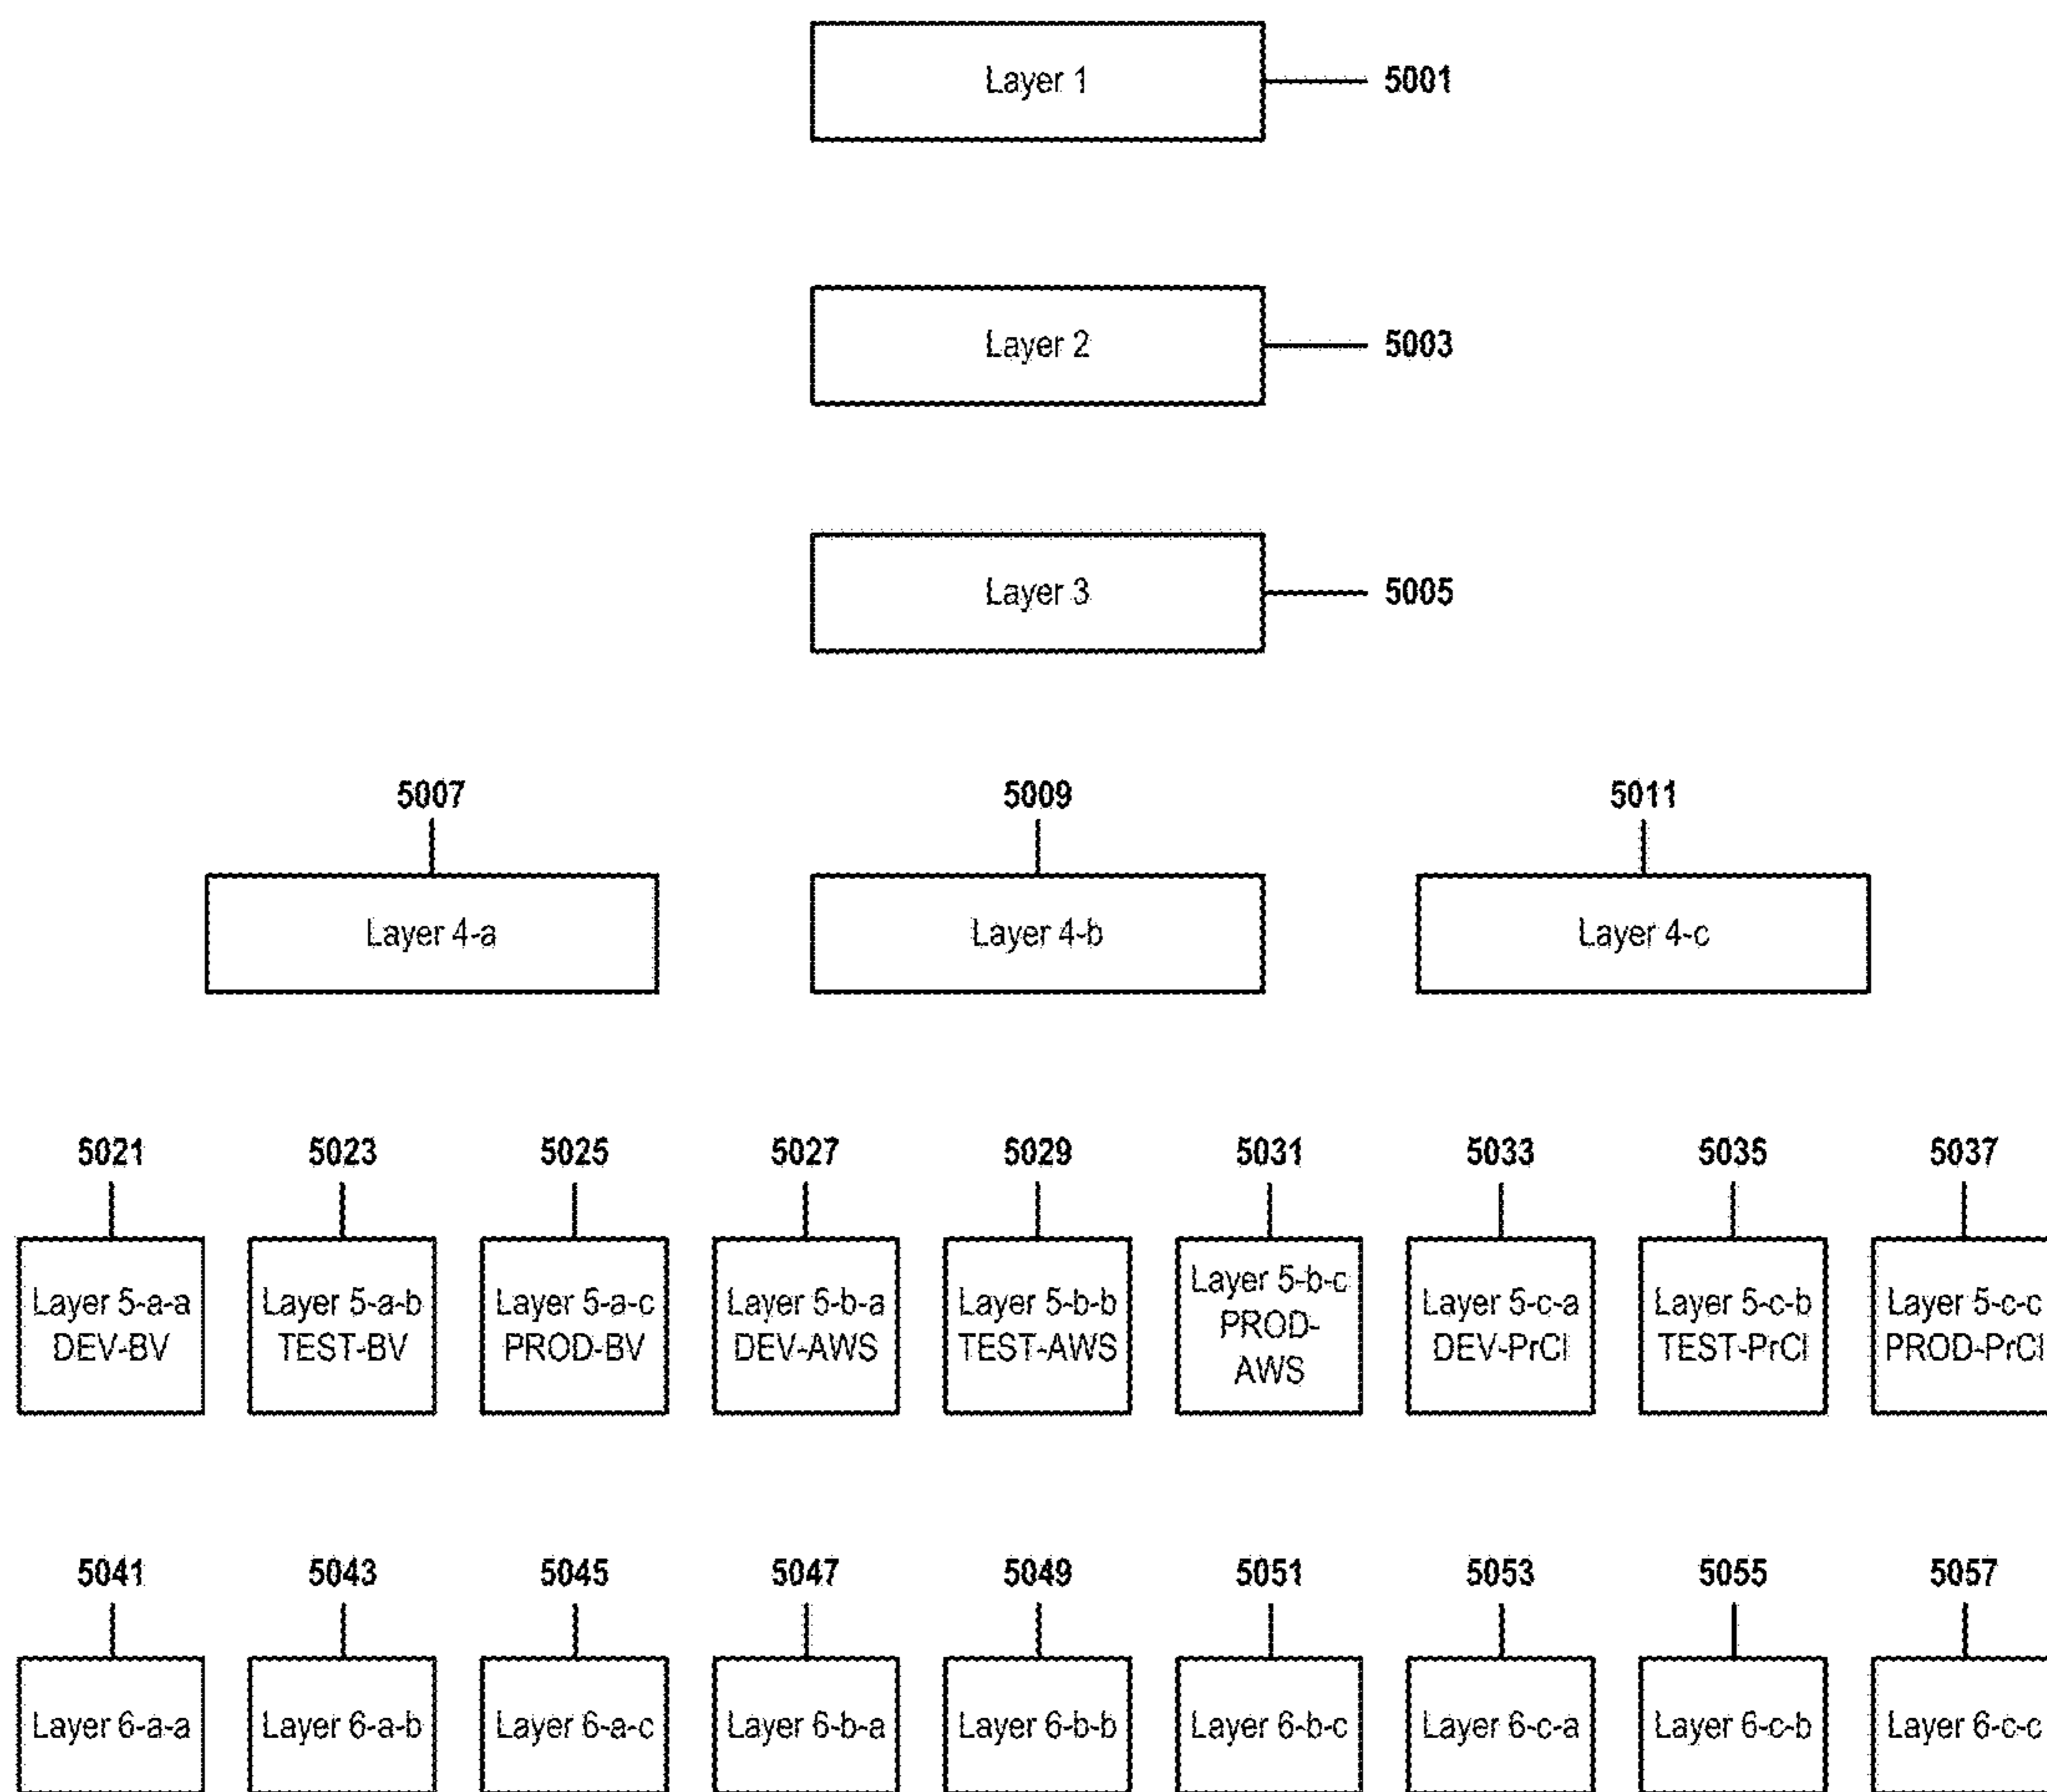 Layer 1
5001
Layer 2
5003
Layer 3
5005
5007
5009
5011
Layer 4-a
Layer 4-b
Layer 4-c
5021
5023
5025
5027
5029
5031
5033
5035
5037
Layer 5-a-a
DEV-BV
Layer 5-a-b
TEST-BV
Layer 5-a-c
PROD-BV
Layer 5-b-a
DEV-AWS
Layer 5-b-b
TEST-AWS
Layer 5-b-c
PROD-
AWS
Layer 5-c-a
DEV-PrCl
Layer 5-c-b
TEST-PrCl
Layer 5-c-c
PROD-PrCl
5041
5043
5045
5047
5049
5051
5053
5055
5057
Layer 6-a-a
Layer 6-a-b
Layer 6-a-c
Layer 6-b-a
Layer 6-b-b
Layer 6-b-c
Layer 6-c-a
Layer 6-c-b
Layer 6-c-c